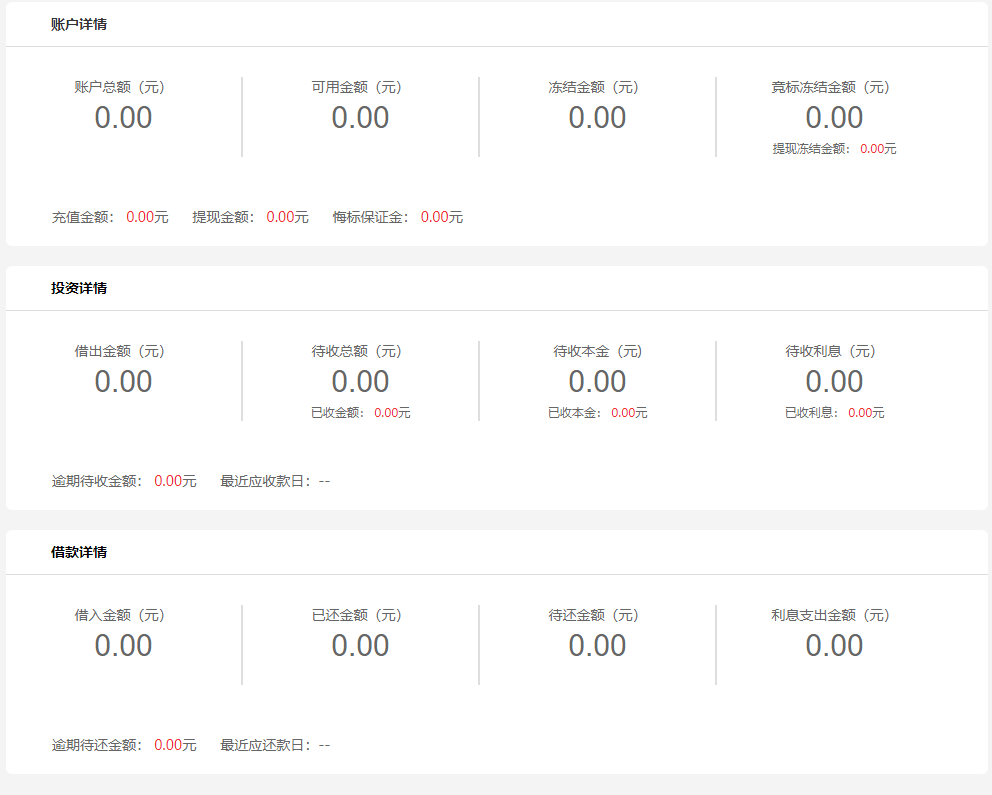 账户详情
账户总额（元） 可用金额（元） 冻结金额（元） 竞标冻结金额（元）
0.00 0.00 0.00 0.00
提现冻结金额： 0.00元
充值金额： 0.00元 提现金额： 0.00元 悔标保证金： 0.00元
投资详情
借出金额（元） 待收总额（元） 待收本金（元) 待收利息（元）
0.00 0.00 0.00 0.00
已收金额： 0.00元 已收本金： 0.00元 已收利息： 0.00元
逾期待收金额： 0.00元 最近应收款日：--
借款详情
借入金额（元） 已还金额（元） 待还金额（元） 利息支出金额（元）
0.00 0.00 0.00 0.00
逾期待还金额： 0.00元 最近应还款日：--